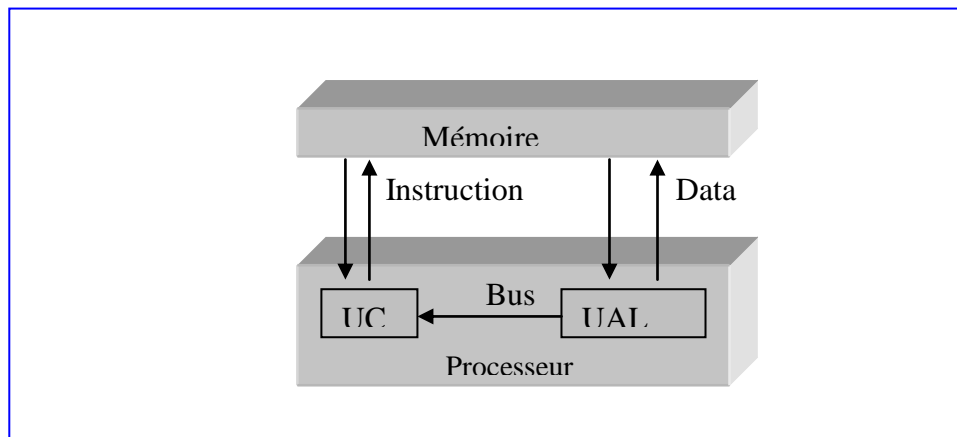 Mémoire
Instruction
Data
Bus
UC
UAL
Processeur